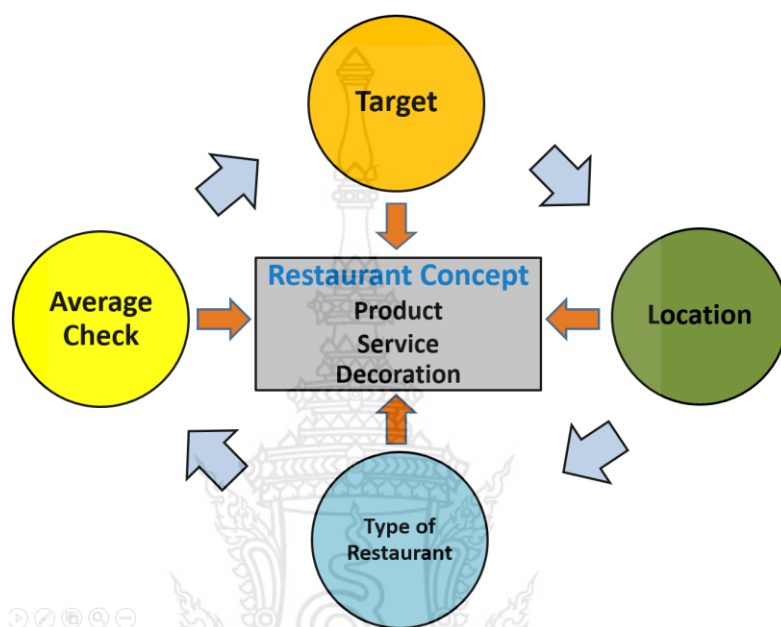 Target
Restaurant Concept
Product
Service
Decoration
Average
Check
Location
Type of
Restaurant